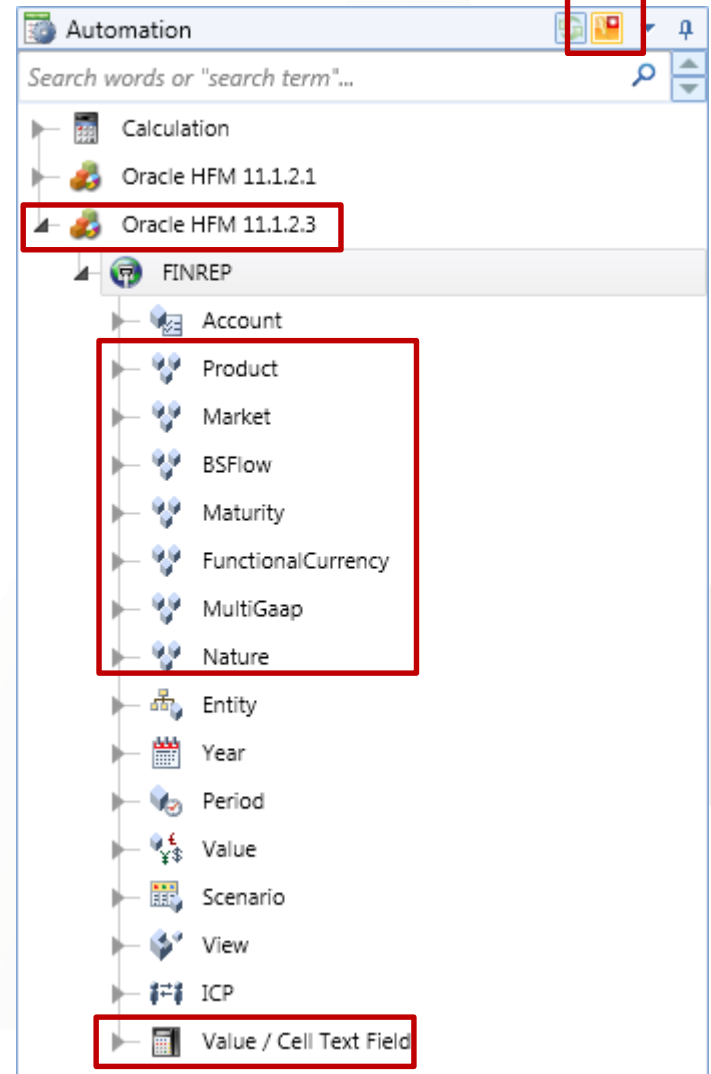 Automation
Search words or "search term"...
Calculation
Oracle HFM 11.1.2.1
Oracle HFM 11.1.2.3
FINREP
Account
Product
Market
BSFlow
Maturity
FunctionalCurrency
MultiGaap
Nature
Entity
Year
Period
Value
Scenario
View
ICP
Value / Cell Text Field